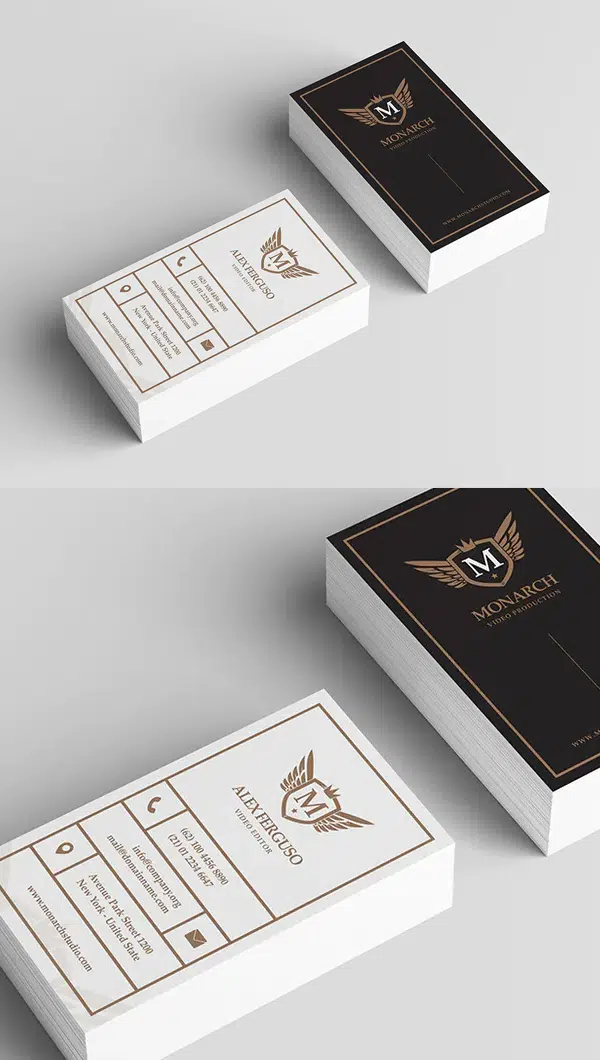 M
MONARCH
VIDEO PRODUCTION
WWW.MONARCHSTUDIO.COM
M
ALEX FERGUSO
VIDEO EDITOR
(62) 100 4456 8890
(21) 01 2234 6647
info@company.org
mail@domainname.com
Avenue Park Street 1200
New York - United State
www.monarchstudio.com
M
MONARCH
VIDEO PRODUCTION
WWW.M
M
ALEX FERGUSO
VIDEO EDITOR
(62) 100 4456 8890
(21) 01 2234 6647
info@company.org
mail@domainname.com
Avenue Park Street 1200
New York - United State
www.monarchstudio.com